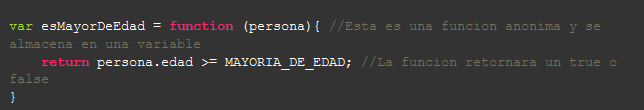 var esMayorDeEdad = function (persona){ //Esta es una funcion anonima y se
almacena en una variable
    return persona.edad >= MAYORIA_DE_EDAD; //La funcion retornara un true o
false
}